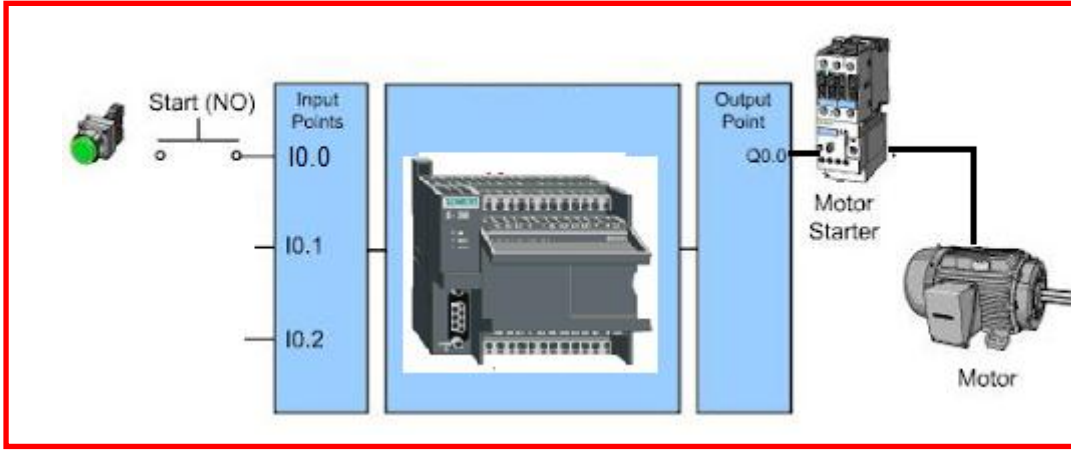 Start (NO)
Input
Points
I0.0
I0.1
I0.2
Output
Point
Q0.0
Motor
Starter
Motor